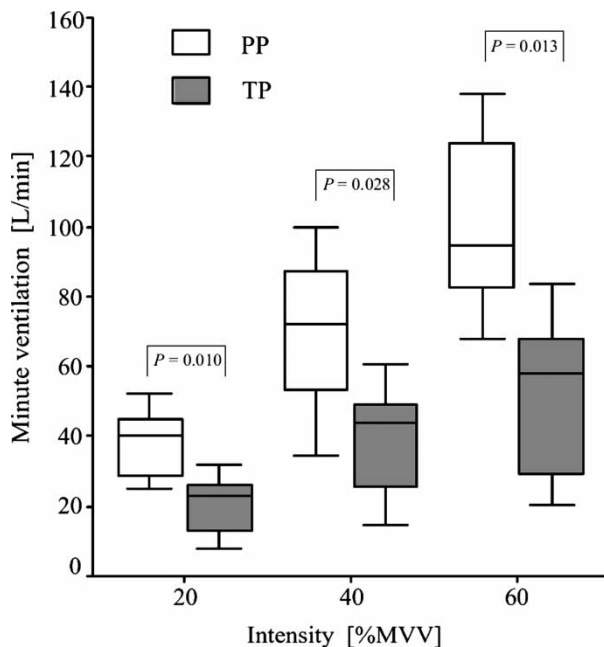 160
140
120
100
80
60
40
20
0
Minute ventilation [L/min]
PP
TP
P = 0.010
P = 0.028
P = 0.013
20 40 60
Intensity [%MVV]